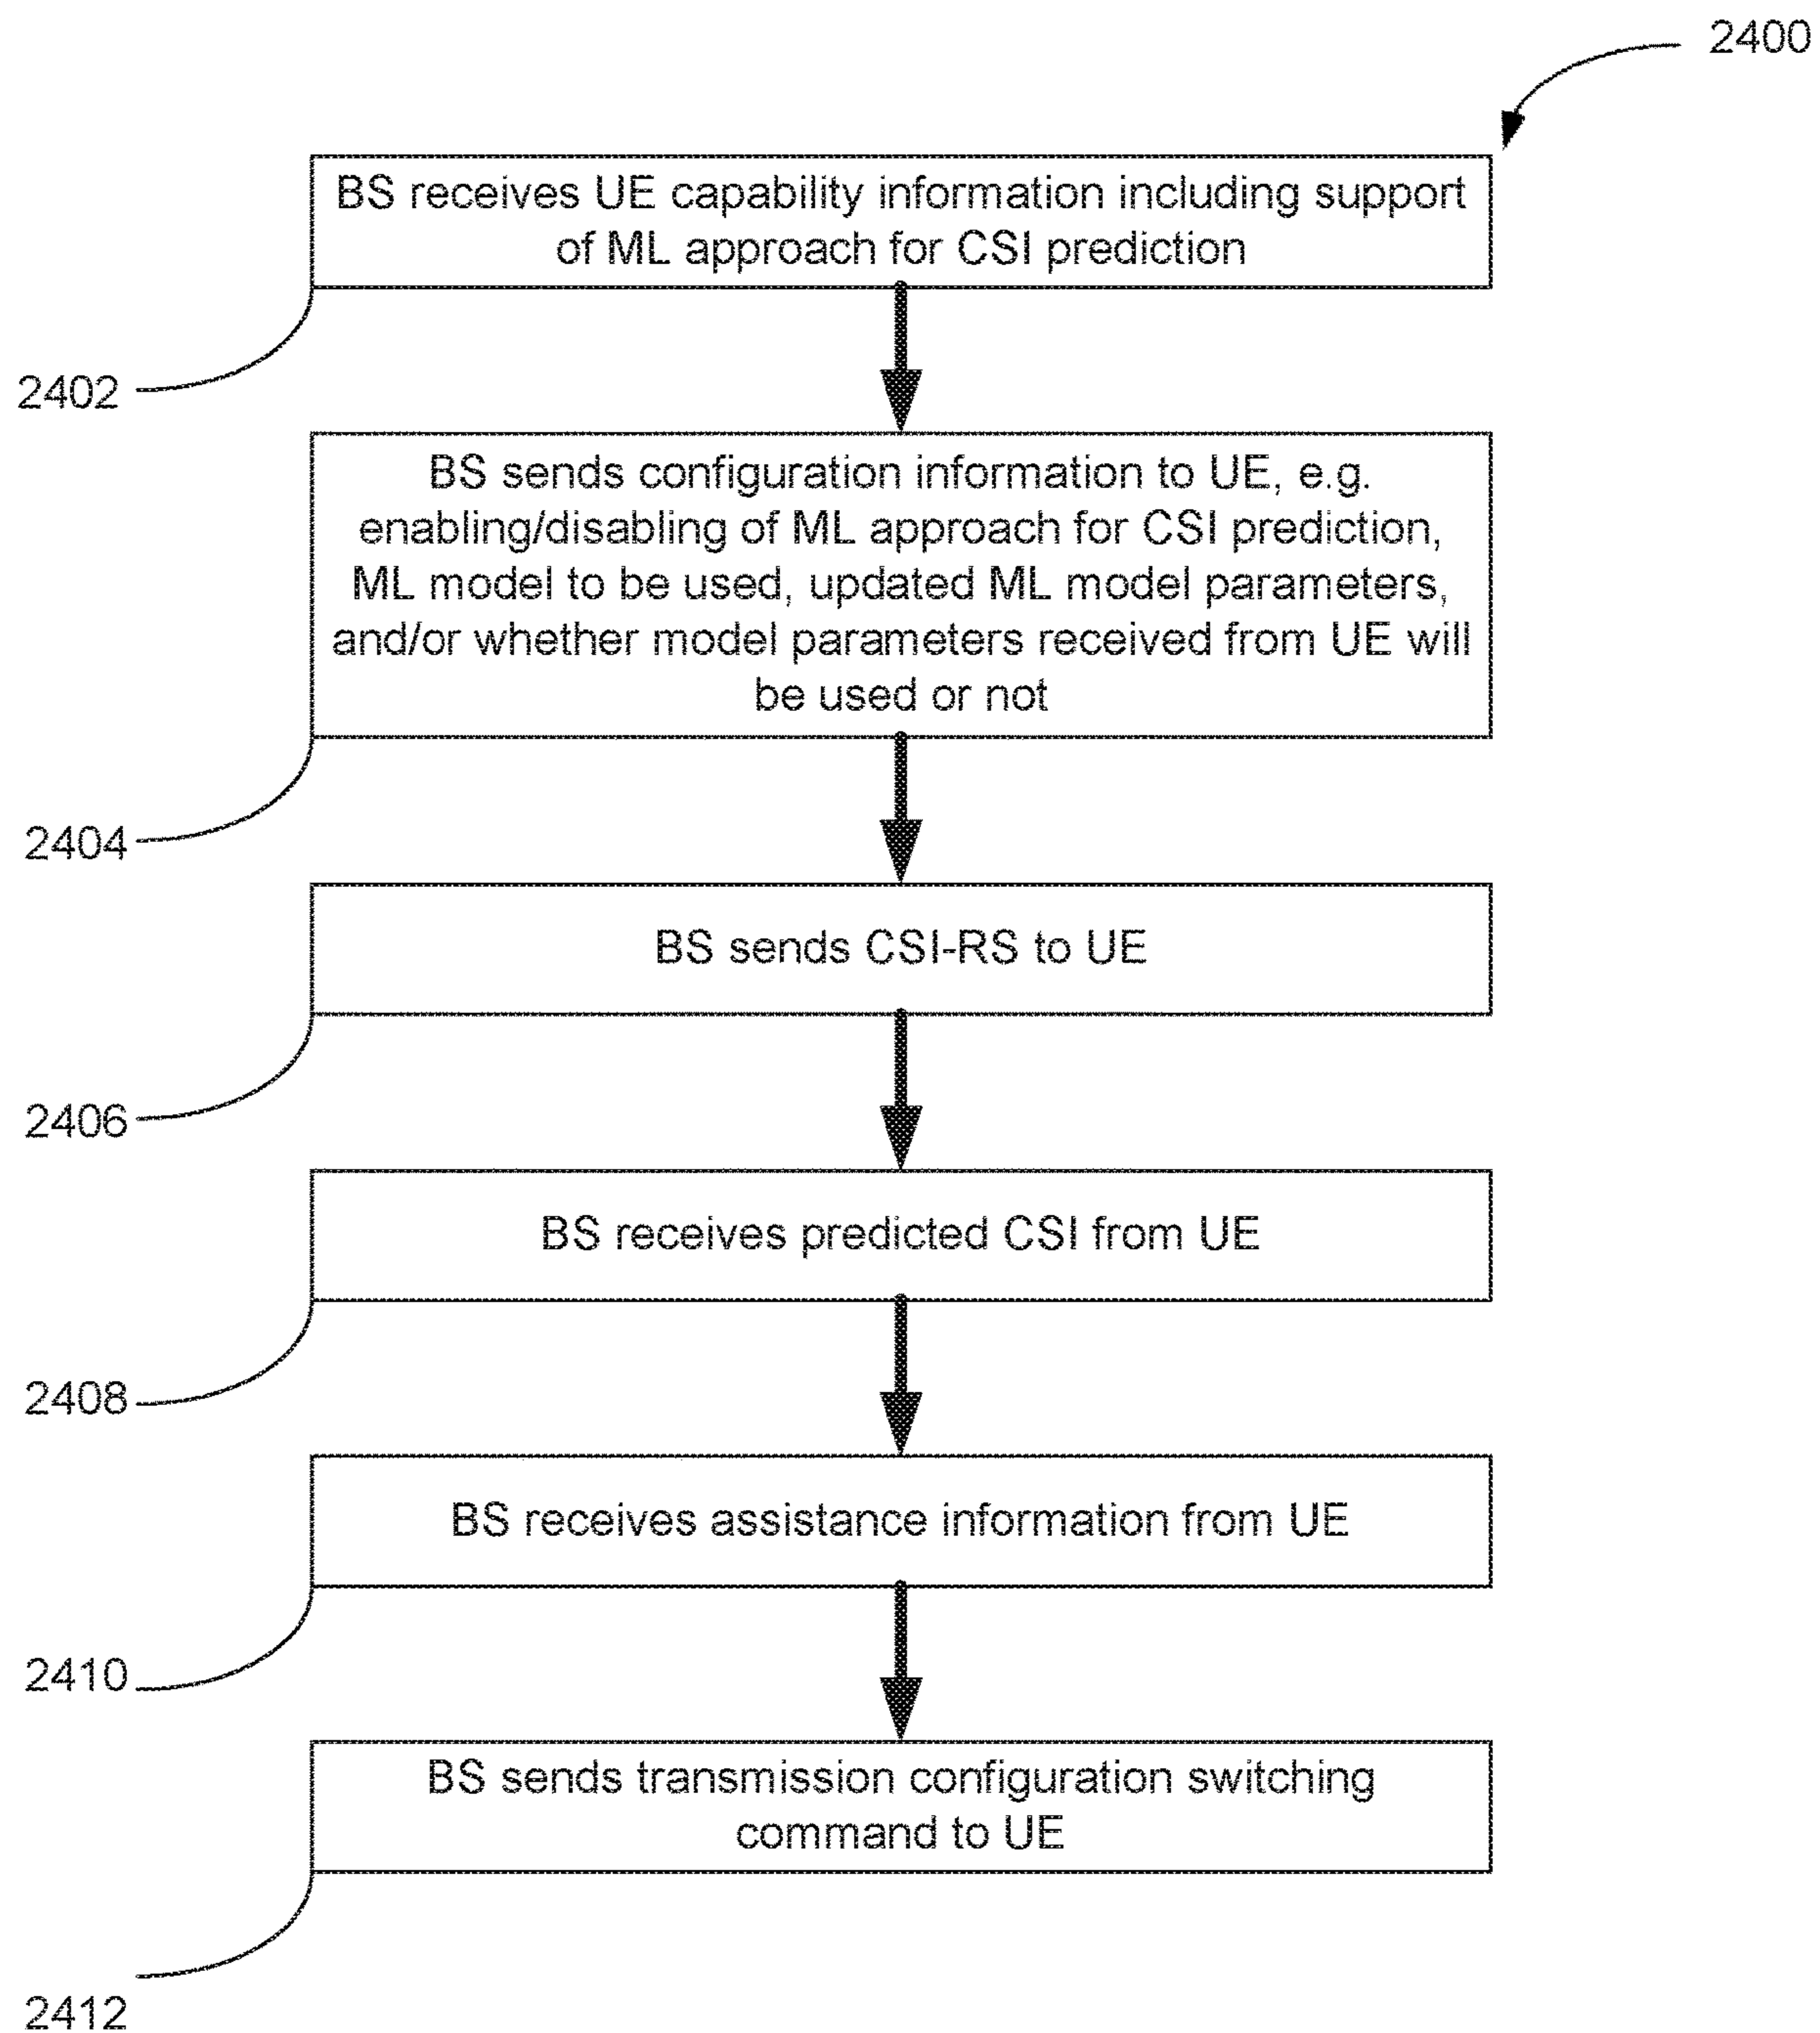 2400
BS receives UE capability information including support
of ML approach for CSI prediction
2402
BS sends configuration information to UE, e.g.
enabling/disabling of ML approach for CSI prediction,
ML model to be used, updated ML model parameters,
and/or whether model parameters received from UE will
be used or not
2404
BS sends CSI-RS to UE
2406
BS receives predicted CSI from UE
2408
BS receives assistance information from UE
2410
BS sends transmission configuration switching
command to UE
2412